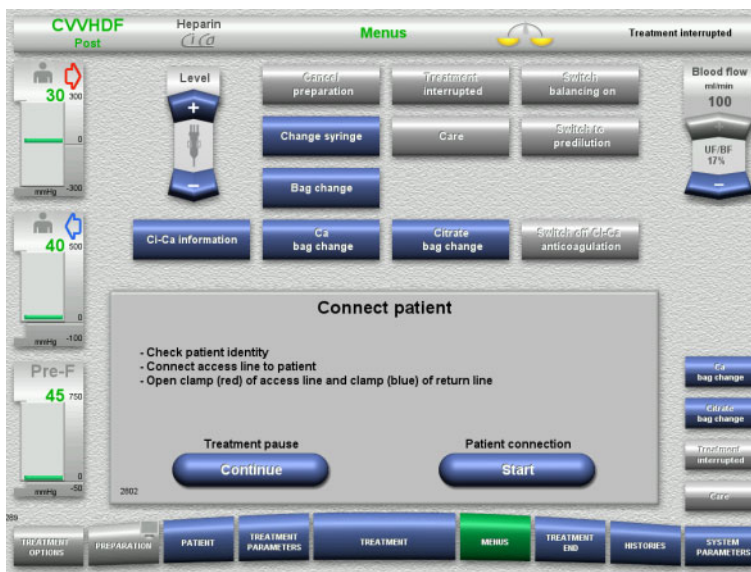 CVVHDF
Post
Heparin
Ci Ca
Menus
Treatment interrupted
30
300
0
-300
mmHg
Level
+
−
Cancel
preparation
Treatment
interrupted
Switch
balancing on
Change syringe
Care
Switch to
predilution
Bag change
Blood flow
ml/min
100
+
UF/BF
17%
−
40
500
0
-100
mmHg
Ci-Ca information
Ca
bag change
Citrate
bag change
Switch off Ci-Ca
anticoagulation
Connect patient
- Check patient identity
- Connect access line to patient
- Open clamp (red) of access line and clamp (blue) of return line
Treatment pause
Continue
Patient connection
Start
2602
Pre-F
45
750
0
-50
mmHg
Ca
bag change
Citrate
bag change
Treatment
interrupted
Care
TREATMENT
OPTIONS
PREPARATION
PATIENT
TREATMENT
PARAMETERS
TREATMENT
MENUS
TREATMENT
END
HISTORIES
SYSTEM
PARAMETERS